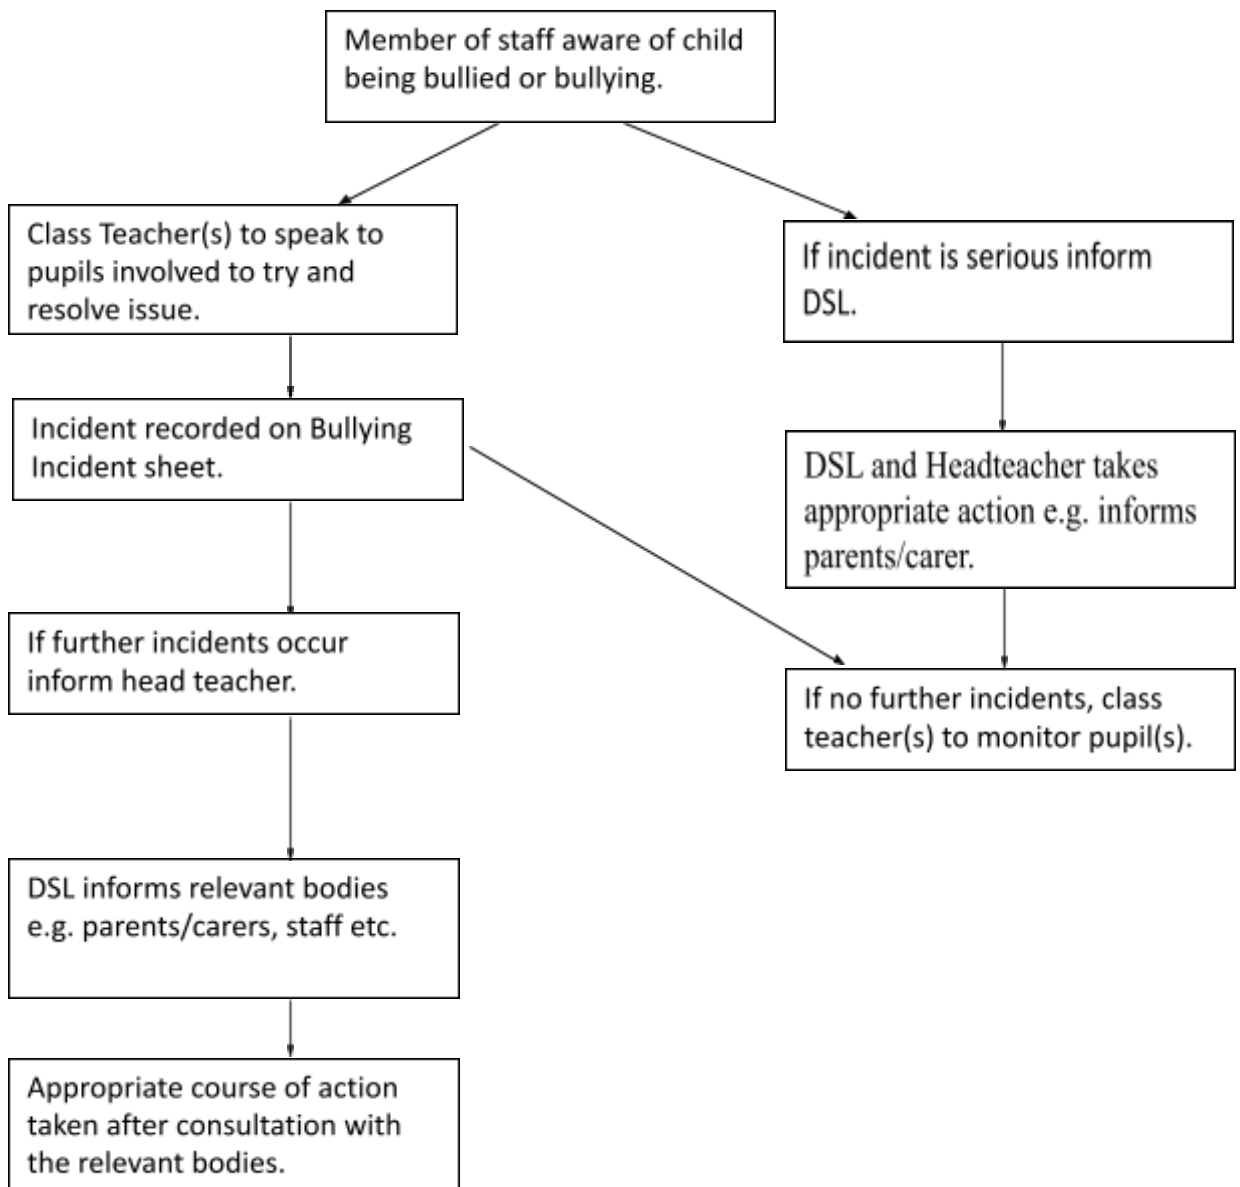 Member of staff aware of child
being bullied or bullying.
Class Teacher(s) to speak to
pupils involved to try and
resolve issue.
If incident is serious inform
DSL.
Incident recorded on Bullying
Incident sheet.
DSL and Headteacher takes
appropriate action e.g. informs
parents/carer.
If further incidents occur
inform head teacher.
If no further incidents, class
teacher(s) to monitor pupil(s).
DSL informs relevant bodies
e.g. parents/carers, staff etc.
Appropriate course of action
taken after consultation with
the relevant bodies.